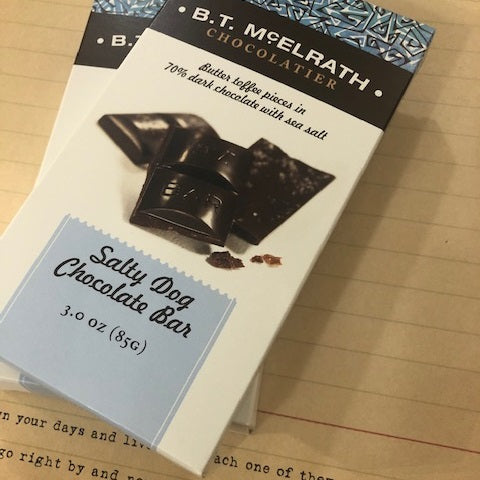 • B.T. McELRATH •
CHOCOLATIER
Butter toffee pieces in
70% dark chocolate with sea salt
BAR
Salty Dog
Chocolate Bar
3.0 OZ (85G)
• B.T.
n your days and liv
ach one of the
go right by and